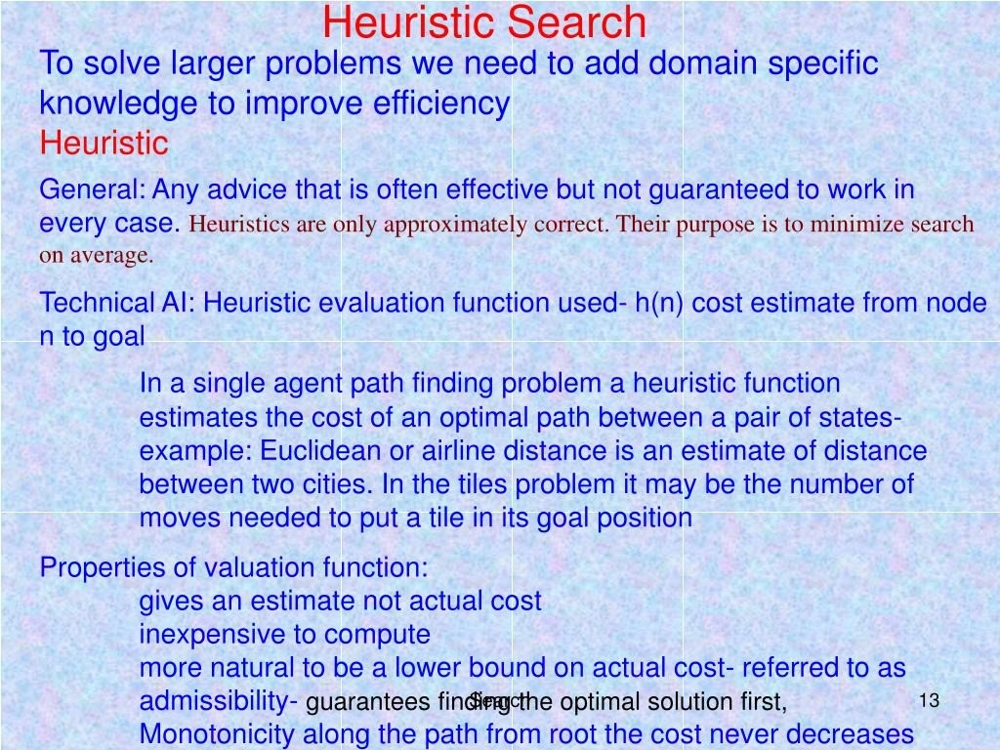 Heuristic Search
To solve larger problems we need to add domain specific
knowledge to improve efficiency
Heuristic
General: Any advice that is often effective but not guaranteed to work in
every case. Heuristics are only approximately correct. Their purpose is to minimize search
on average.
Technical AI: Heuristic evaluation function used- h(n) cost estimate from node
n to goal
In a single agent path finding problem a heuristic function
estimates the cost of an optimal path between a pair of states-
example: Euclidean or airline distance is an estimate of distance
between two cities. In the tiles problem it may be the number of
moves needed to put a tile in its goal position
Properties of valuation function:
gives an estimate not actual cost
inexpensive to compute
more natural to be a lower bound on actual cost- referred to as
admissibility- guarantees finding the optimal solution first,
Search
13
Monotonicity along the path from root the cost never decreases